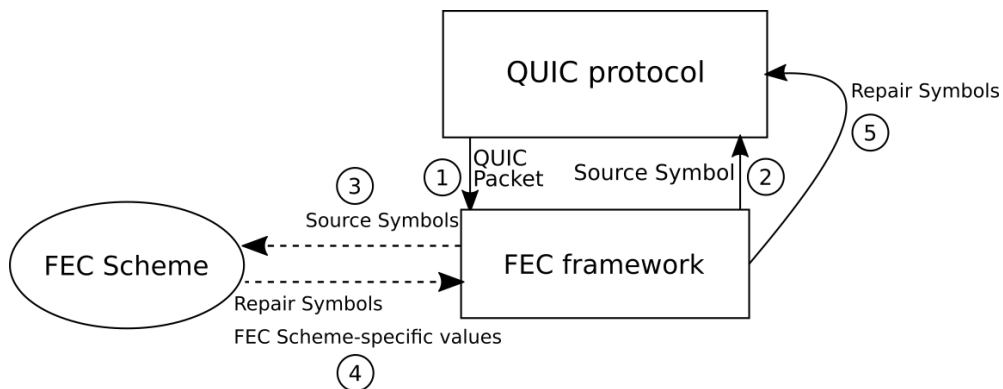 QUIC protocol
Repair Symbols
5
1
QUIC
Packet
Source Symbol
2
3
Source Symbols
FEC Scheme
FEC framework
Repair Symbols
FEC Scheme-specific values
4